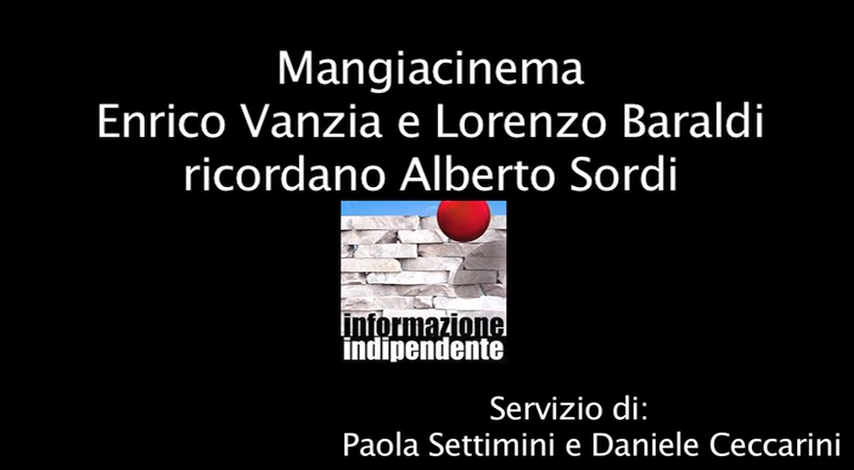 Mangiacinema
Enrico Vanzia e Lorenzo Baraldi
ricordano Alberto Sordi
informazione
indipendente
Servizio di:
Paola Settimini e Daniele Ceccarini